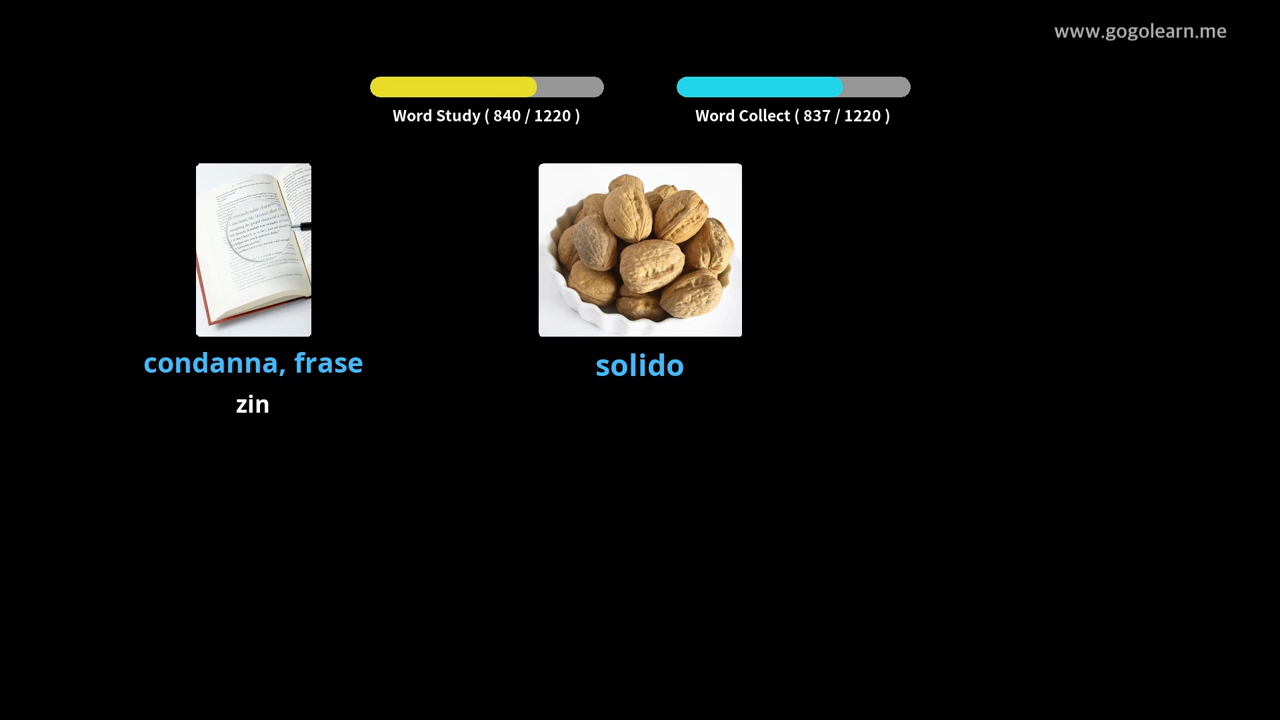 www.gogolearn.me
Word Study ( 840 / 1220 )
Word Collect ( 837 / 1220 )
condanna, frase
zin
solido